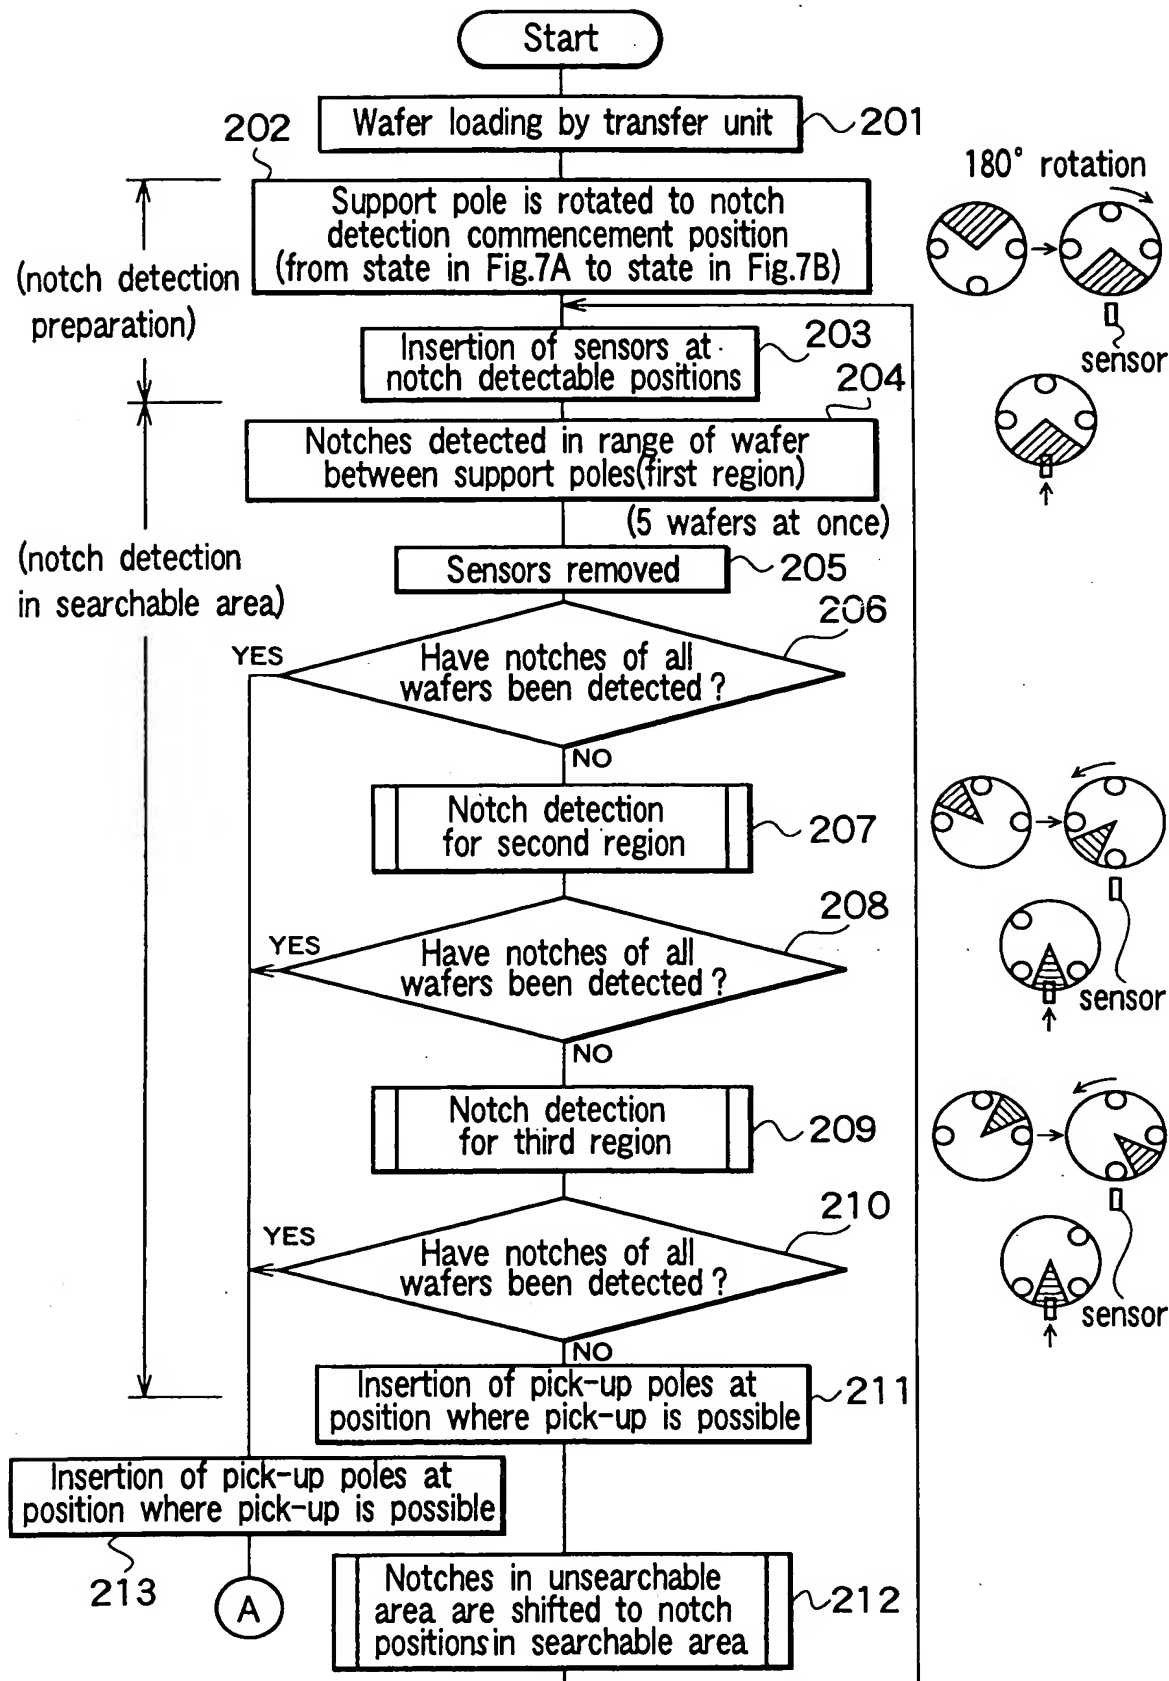 Start
Wafer loading by transfer unit
201
202
180° rotation
Support pole is rotated to notch
detection commencement position
(from state in Fig.7A to state in Fig.7B)
(notch detection
preparation)
sensor
Insertion of sensors at
notch detectable positions
203
204
Notches detected in range of wafer
between support poles(first region)
(5 wafers at once)
(notch detection
in searchable area)
Sensors removed
205
206
YES
Have notches of all
wafers been detected?
NO
Notch detection
for second region
207
208
YES
Have notches of all
wafers been detected?
sensor
NO
Notch detection
for third region
209
210
YES
Have notches of all
wafers been detected?
sensor
NO
Insertion of pick-up poles at
position where pick-up is possible
211
Insertion of pick-up poles at
position where pick-up is possible
213
A
Notches in unsearchable
area are shifted to notch
positions in searchable area
212